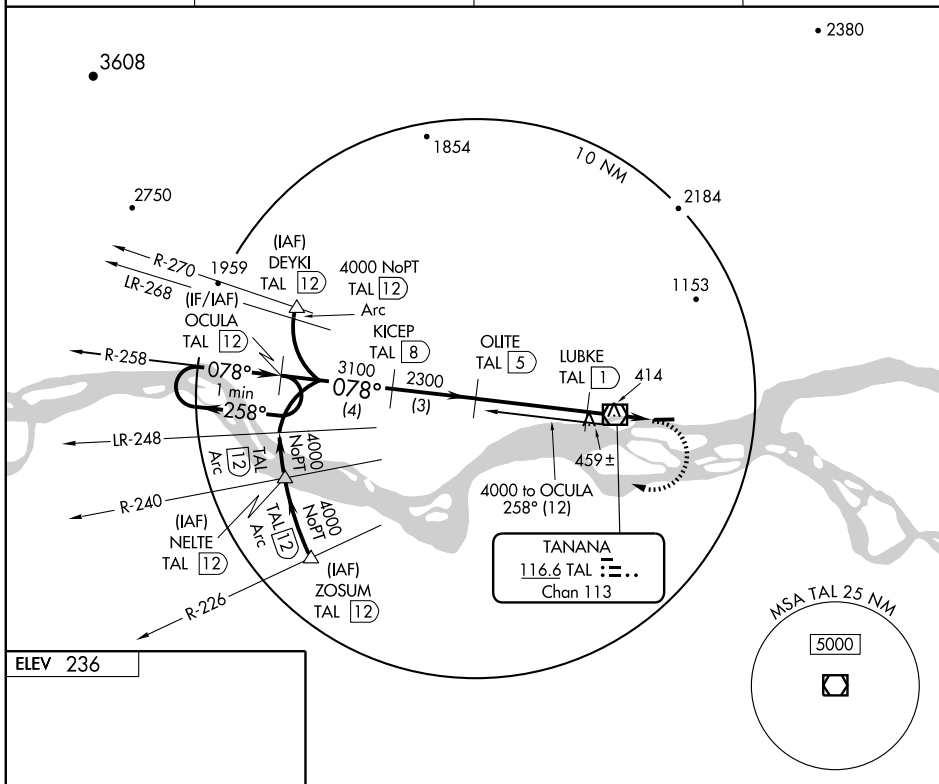 2380
3608
1854
10 NM
2750
2184
R-270
1959
LR-268
(IAF)
DEYKI
TAL 12
4000 NoPT
TAL 12
Arc
1153
(IF/IAF)
OCULA
TAL 12
KICEP
TAL 8
OLITE
TAL 5
LUBKE
TAL 1
414
R-258
078°
1 min
258°
3100
078°
(4)
2300
(3)
LR-248
459±
4000 to OCULA
258° (12)
4000
NoPT
TAL
12
Arc
R-240
(IAF)
NELTE
TAL 12
4000
NoPT
TAL 12
Arc
(IAF)
ZOSUM
TAL 12
R-226
TANANA
116.6 TAL
Chan 113
MSA TAL 25 NM
5000
ELEV 236